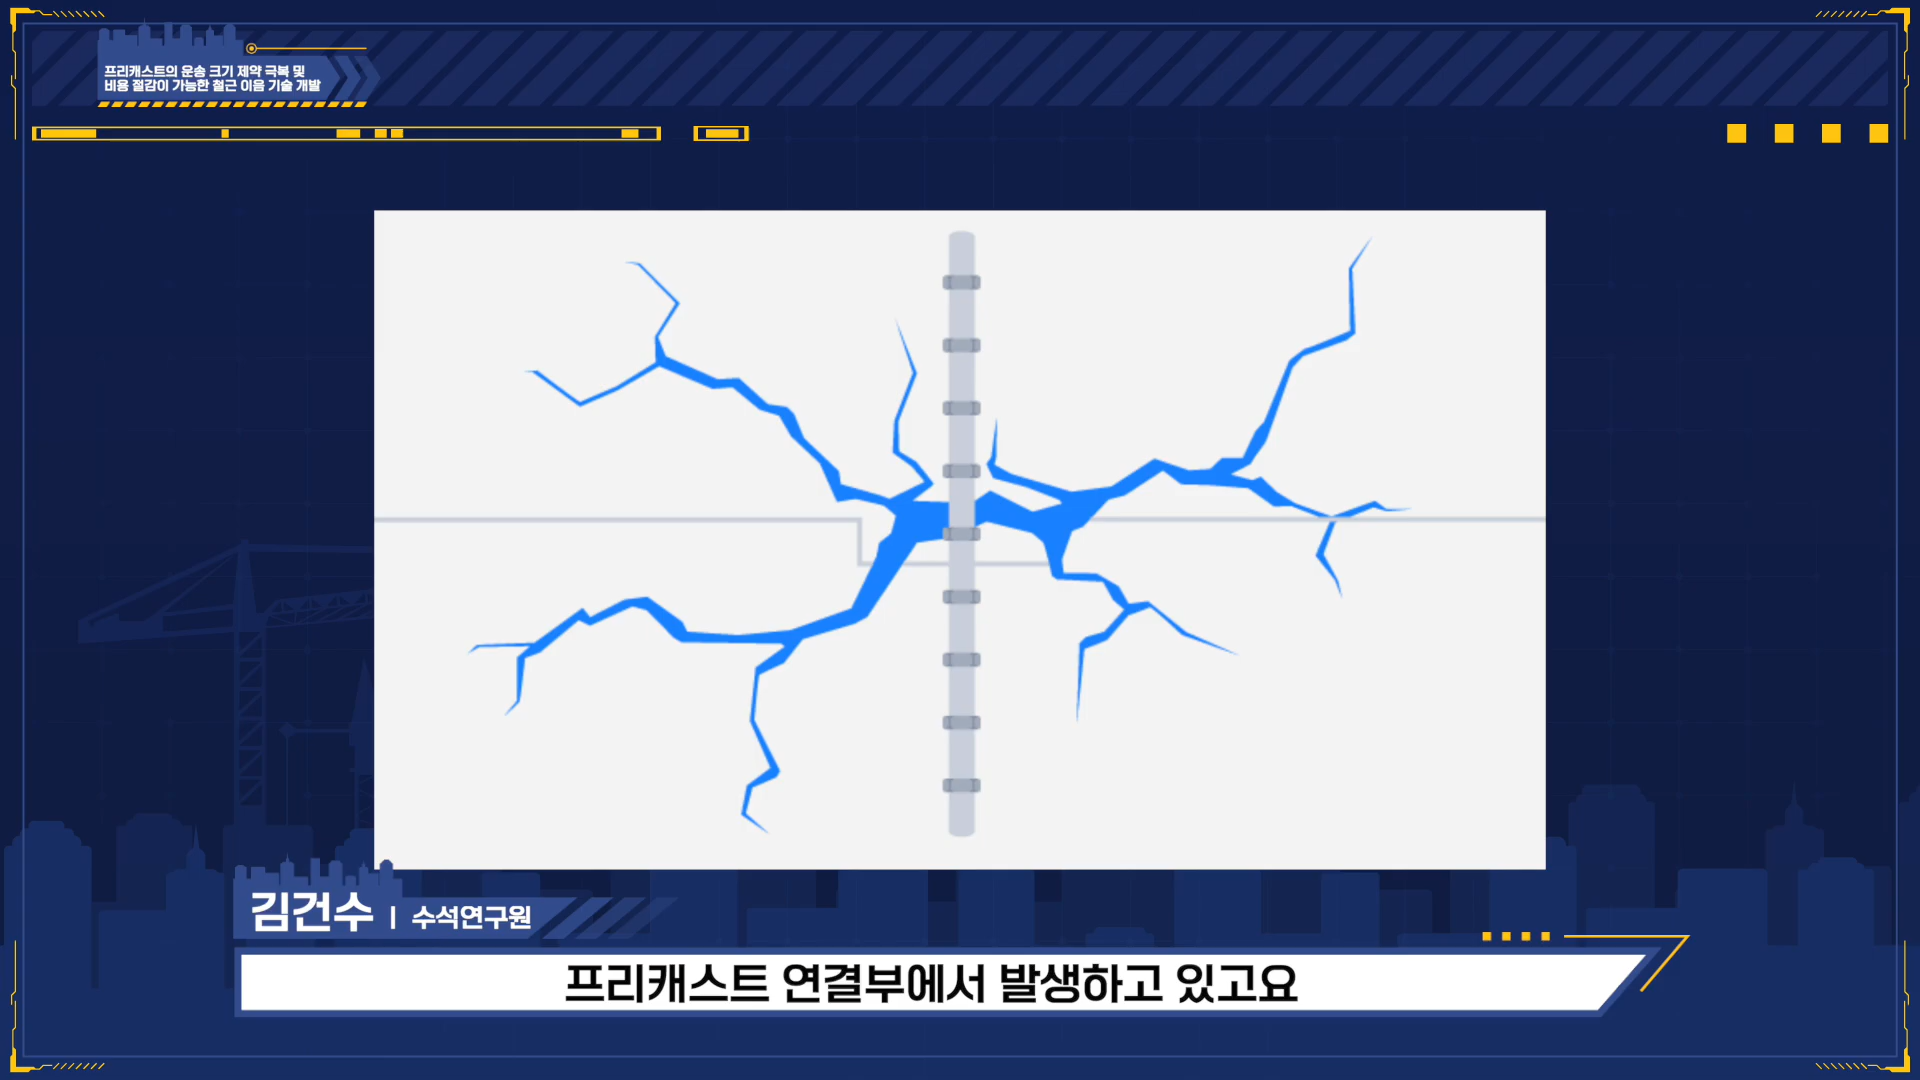 프리캐스트의 운송 크기 제약 극복 및
비용 절감이 가능한 철근 이음 기술 개발
김건수 | 수석연구원
프리캐스트 연결부에서 발생하고 있고요